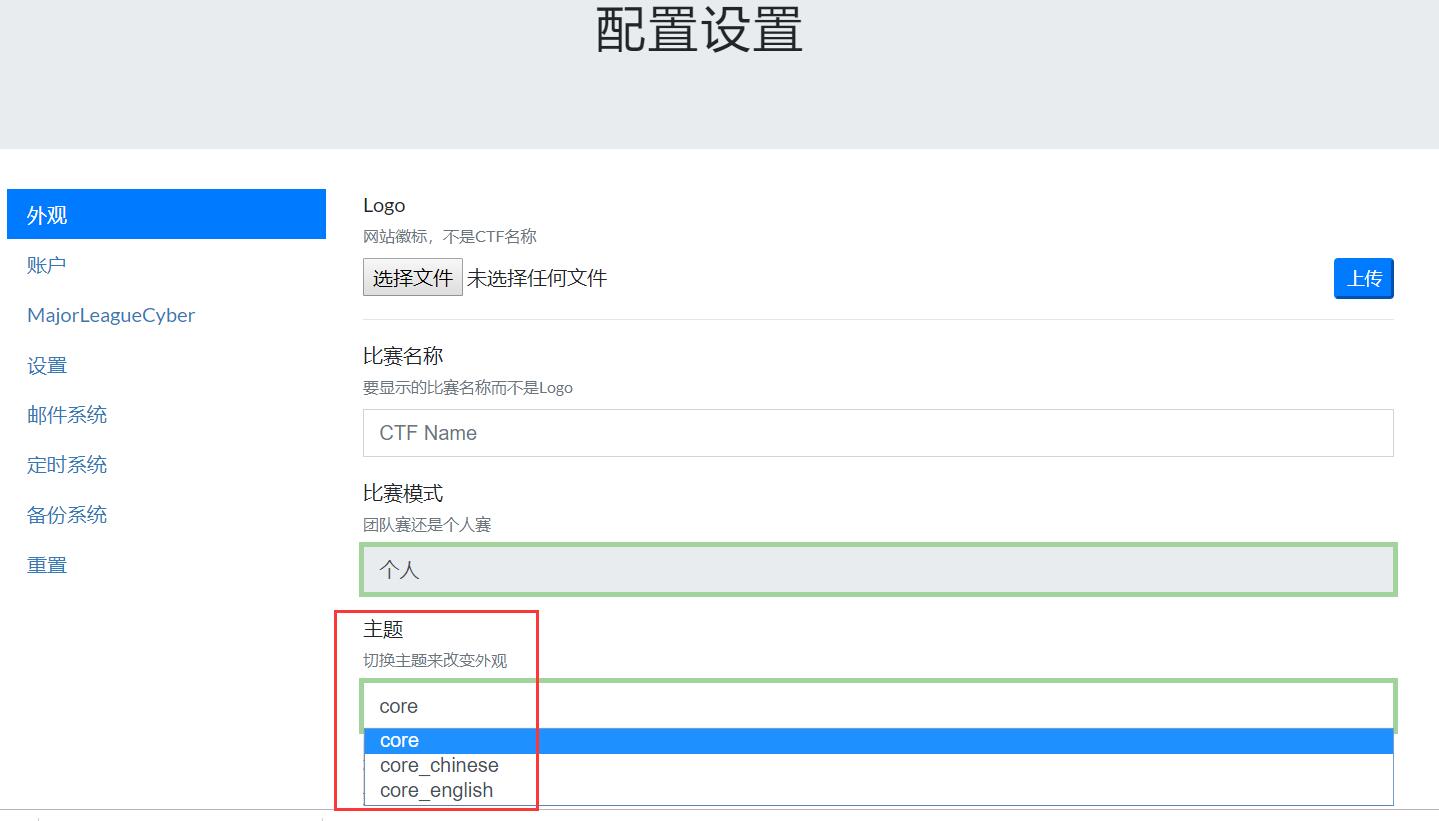 配置设置
外观
账户
MajorLeagueCyber
设置
邮件系统
定时系统
备份系统
重置
Logo
网站徽标，不是CTF名称
选择文件 未选择任何文件
上传
比赛名称
要显示的比赛名称而不是Logo
CTF Name
比赛模式
团队赛还是个人赛
个人
主题
切换主题来改变外观
core
core
core_chinese
core_english